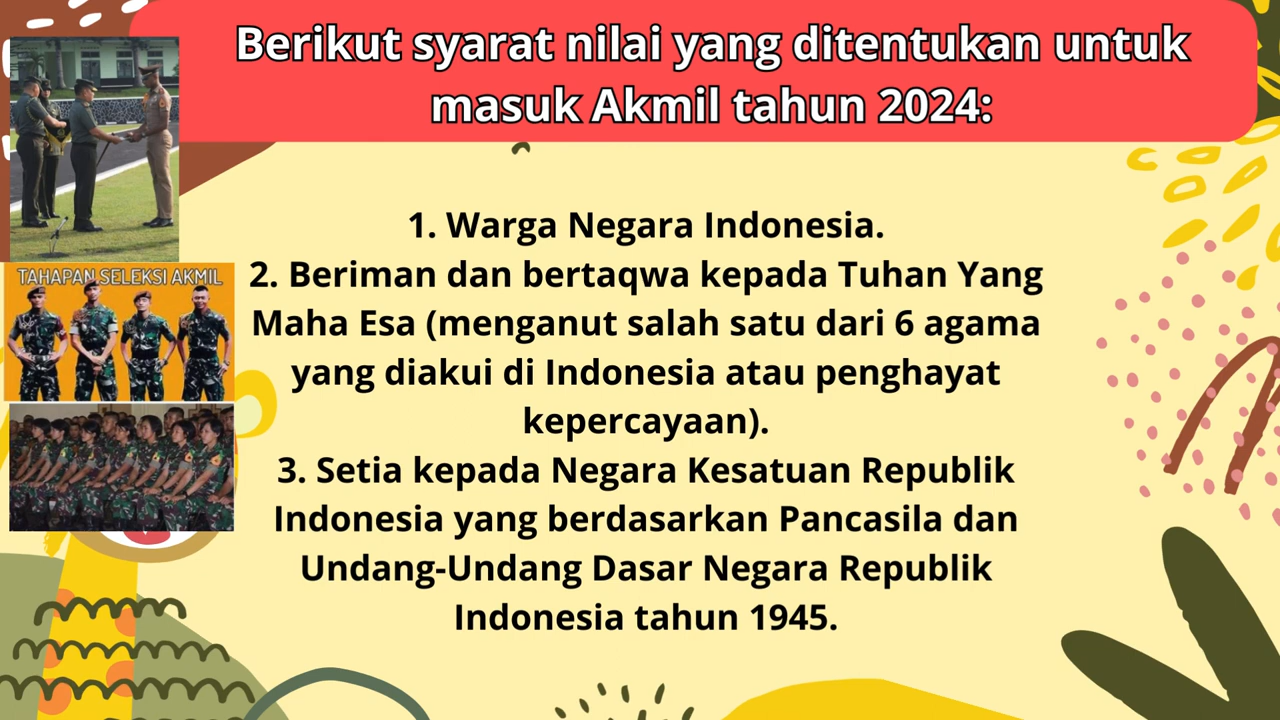 Berikut syarat nilai yang ditentukan untuk
masuk Akmil tahun 2024:
TAHAPAN SELEKSI AKMIL
1. Warga Negara Indonesia.
2. Beriman dan bertaqwa kepada Tuhan Yang
Maha Esa (menganut salah satu dari 6 agama
yang diakui di Indonesia atau penghayat
kepercayaan).
3. Setia kepada Negara Kesatuan Republik
Indonesia yang berdasarkan Pancasila dan
Undang-Undang Dasar Negara Republik
Indonesia tahun 1945.